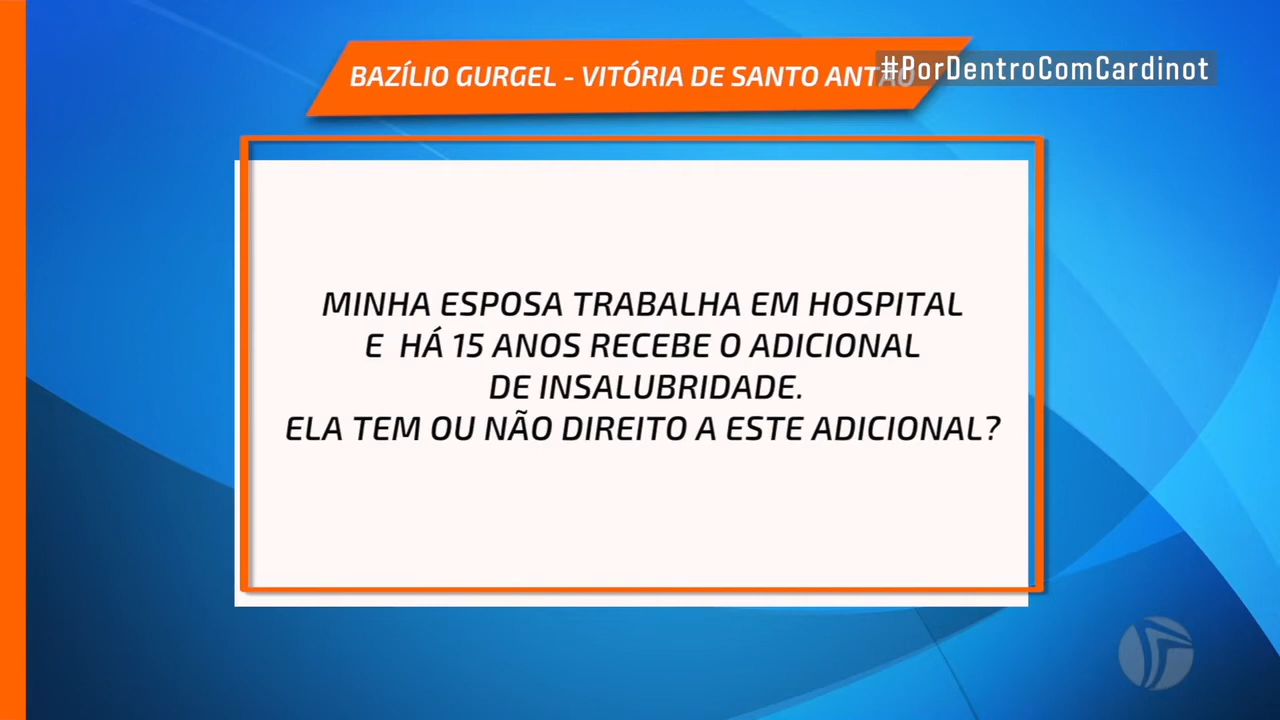 BAZÍLIO GURGEL - VITÓRIA DE SANTO ANTÃO
#PorDentroComCardinot
MINHA ESPOSA TRABALHA EM HOSPITAL
E HÁ 15 ANOS RECEBE O ADICIONAL
DE INSALUBRIDADE.
ELA TEM OU NÃO DIREITO A ESTE ADICIONAL?